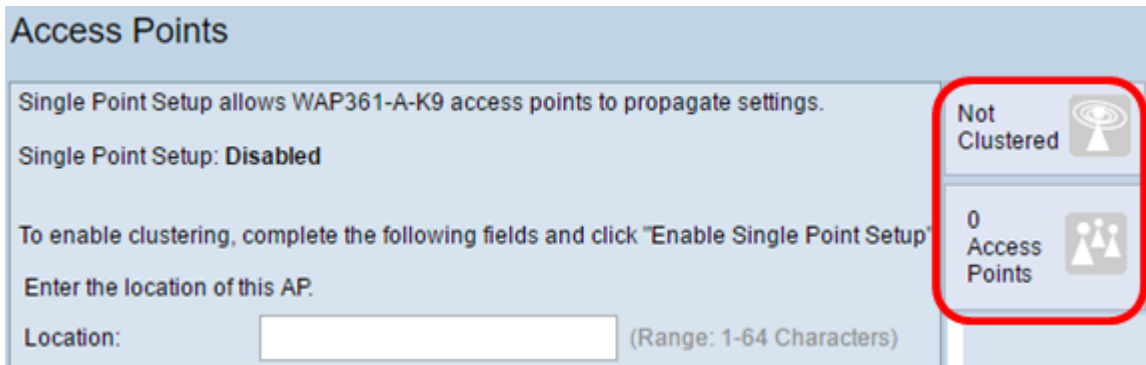 Access Points
Single Point Setup allows WAP361-A-K9 access points to propagate settings.
Single Point Setup: Disabled
To enable clustering, complete the following fields and click "Enable Single Point Setup"
Enter the location of this AP.
Location:
(Range: 1-64 Characters)
Not
Clustered
0
Access
Points